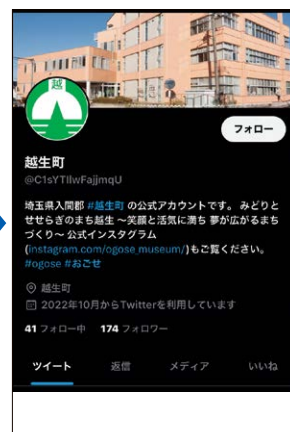 越
フォロー
越生町
@C1sYTIlwFajjmqU
埼玉県入間郡 #越生町 の公式アカウントです。 みどりと
せせらぎのまち越生 ～笑顔と活気に満ち 夢が広がるまち
づくり～ 公式インスタグラム
(instagram.com/ogose_museum/)もご覧ください。
#ogose #おごせ
越生町
2022年10月からTwitterを利用しています
41 フォロー中 174 フォロワー
ツイート 返信 メディア いいね